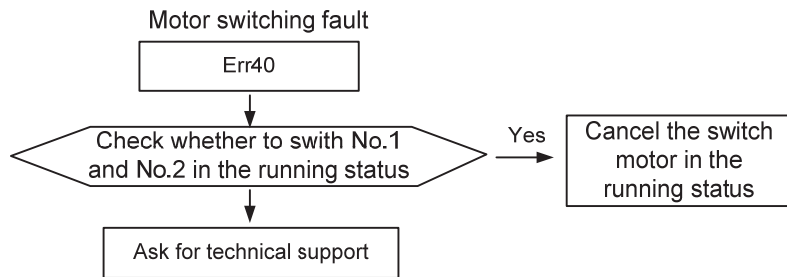 Motor switching fault
Err40
Check whether to swith No.1
and No.2 in the running status
Yes
Cancel the switch
motor in the
running status
Ask for technical support